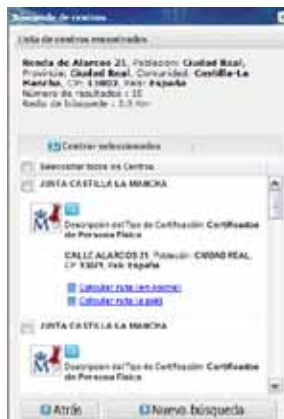 Búsqueda de centros
Lista de centros encontrados
Ronda de Alarcos 21, Población: Ciudad Real,
Provincia: Ciudad Real, Comunidad: Castilla-La
Mancha, CP: 13002, País: España
Número de resultados : 15
Radio de búsqueda : 3.0 Km
Centrar seleccionados
Seleccionar todos los Centros
JUNTA CASTILLA LA MANCHA
Descripción del Tipo de Certificación: Certificados
de Persona Física
CALLE ALARCOS 21 Población: CIUDAD REAL,
CP: 13071, País: España
Calcular ruta (en coche)
Calcular ruta (a pie)
JUNTA CASTILLA LA MANCHA
Descripción del Tipo de Certificación: Certificados
de Persona Física
Atrás
Nueva búsqueda